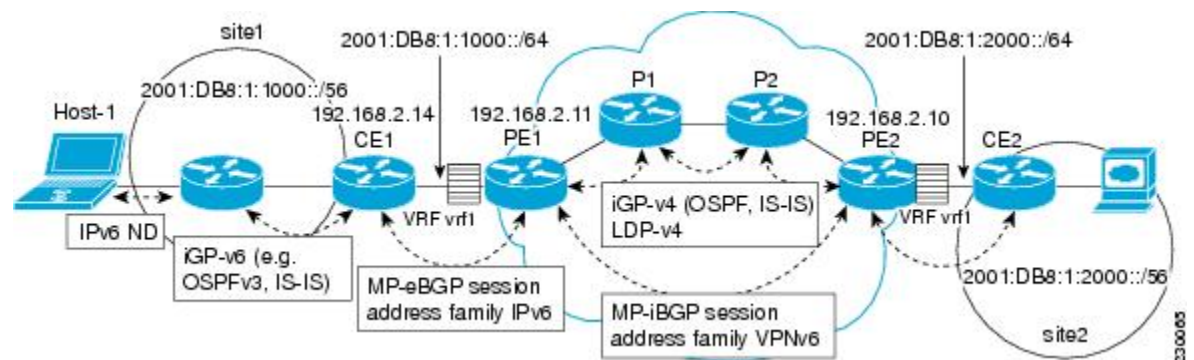 site1
2001:DB8:1:1000::/64
2001:DB8:1:2000::/64
2001:DB8:1:1000::/56
P1
P2
Host-1
192.168.2.14
192.168.2.11
192.168.2.10
CE1
PE1
PE2
CE2
VRF vrf1
VRF vrf1
IPv6 ND
iGP-v6 (e.g.
OSPFv3, IS-IS)
iGP-v4 (OSPF, IS-IS)
LDP-v4
MP-eBGP session
address family IPv6
MP-iBGP session
address family VPNv6
2001:DB8:1:2000::/56
site2
230065